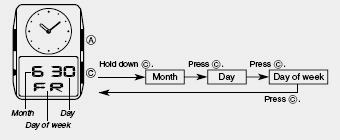 Ⓐ
Hold down Ⓒ. Press Ⓒ. Press Ⓒ.
6 30 Ⓒ Month Day Day of week
FR
Press Ⓒ.
Month Day
Day of week